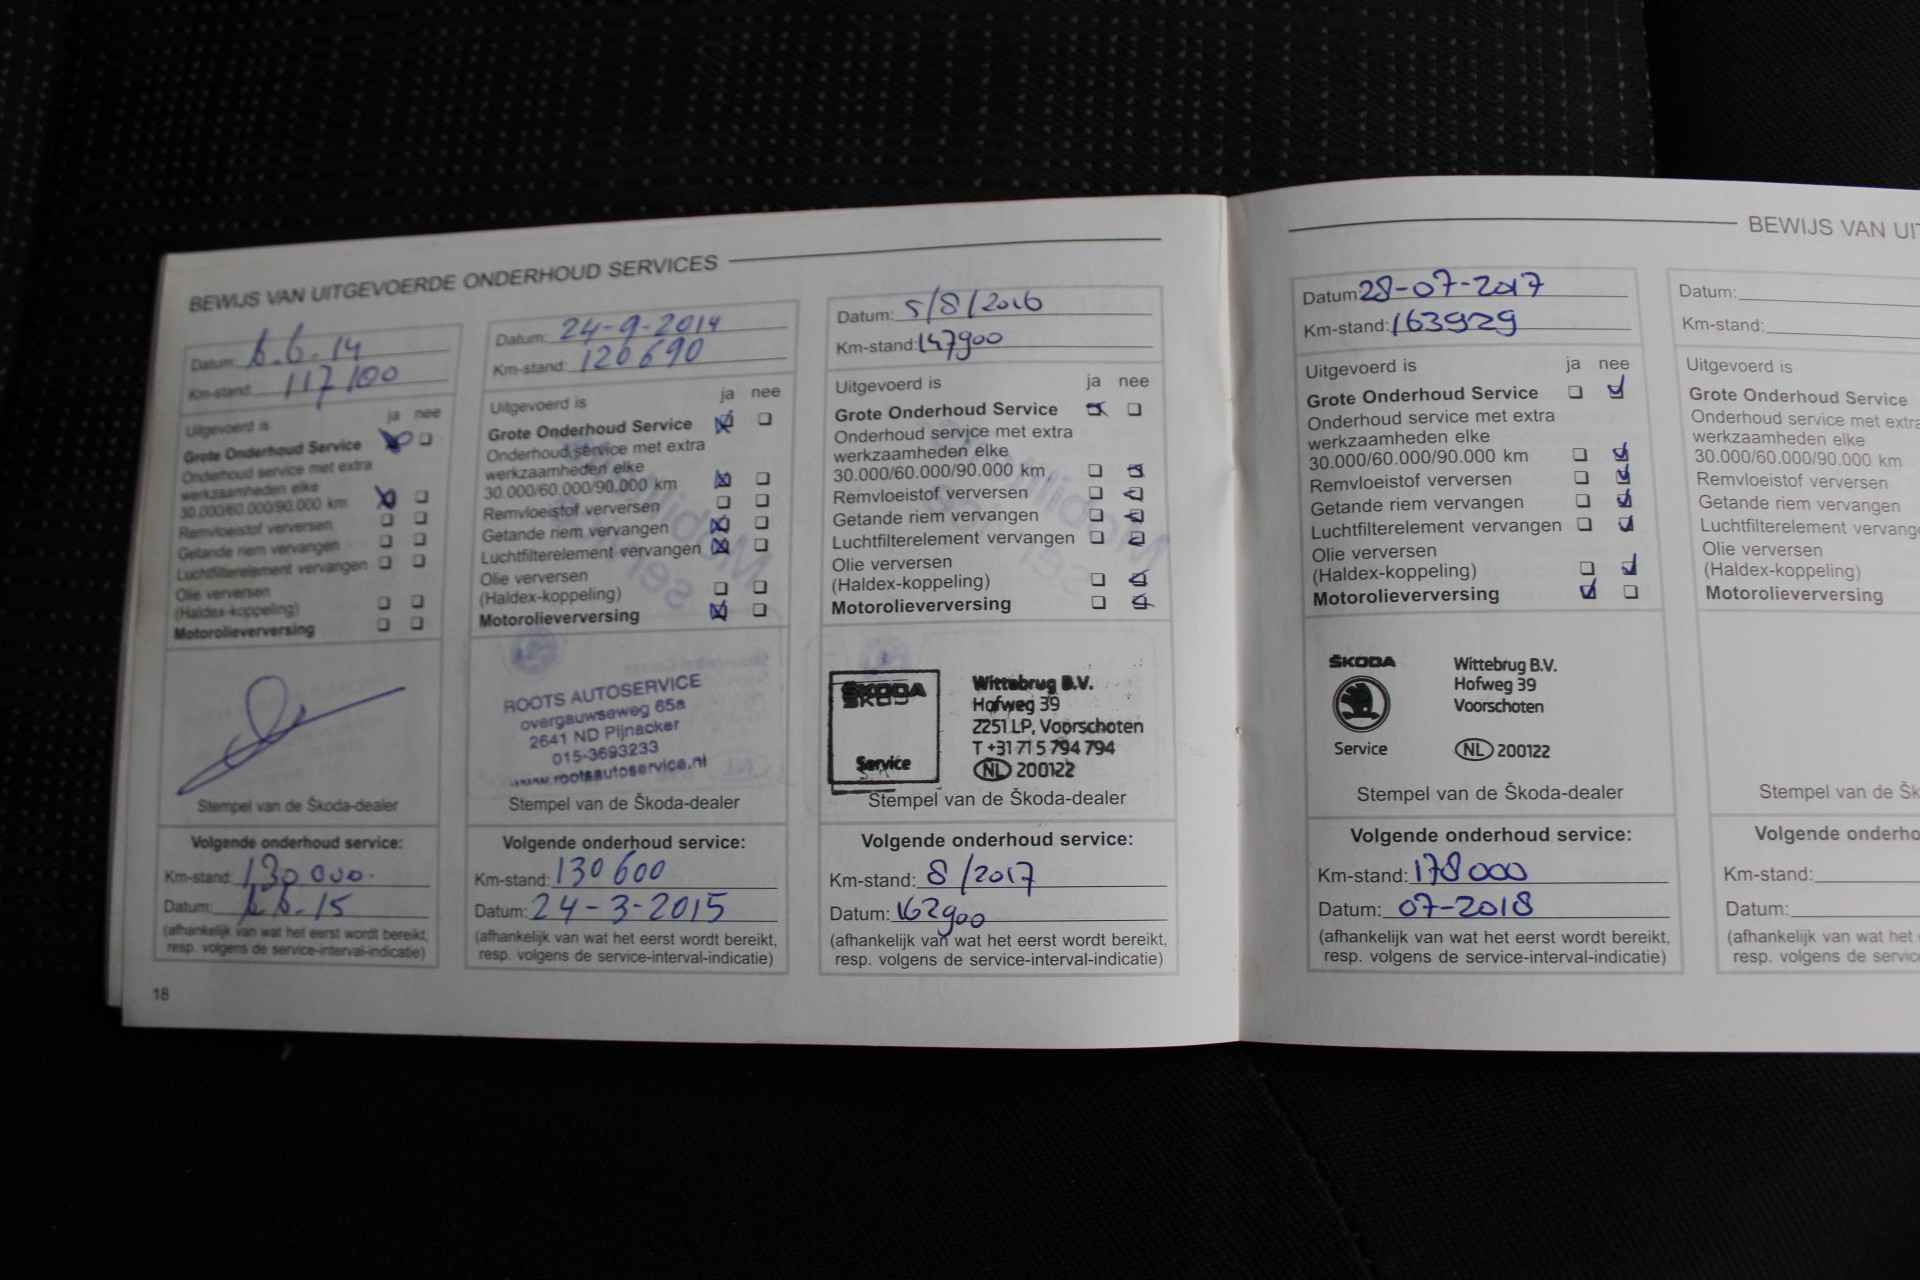 BEWIJS VAN UITGEVOERDE ONDERHOUD SERVICES
Datum: 6.6.14
Km-stand: 117100
Uitgevoerd is ja nee
Grote Onderhoud Service
Onderhoud service met extra
werkzaamheden elke
30.000/60.000/90.000 km
Remvloeistof verversen
Getande riem vervangen
Luchtfilterelement vervangen
Olie verversen
(Haldex-koppeling)
Motorolieverversing
Stempel van de Škoda-dealer
Volgende onderhoud service:
Km-stand: 130 000.
Datum: 6.6.15
(afhankelijk van wat het eerst wordt bereikt,
resp. volgens de service-interval-indicatie)
18
Datum: 24-9-2014
Km-stand: 120690
Uitgevoerd is ja nee
Grote Onderhoud Service
Onderhoud service met extra
werkzaamheden elke
30.000/60.000/90.000 km
Remvloeistof verversen
Getande riem vervangen
Luchtfilterelement vervangen
Olie verversen
(Haldex-koppeling)
Motorolieverversing
ROOTS AUTOSERVICE
overgauwseweg 65a
2641 ND Pijnacker
015-3693233
www.rootsautoservice.nl
Stempel van de Škoda-dealer
Volgende onderhoud service:
Km-stand: 130600
Datum: 24-3-2015
(afhankelijk van wat het eerst wordt bereikt,
resp. volgens de service-interval-indicatie)
Datum: 5/8/2016
Km-stand: 147900
Uitgevoerd is ja nee
Grote Onderhoud Service
Onderhoud service met extra
werkzaamheden elke
30.000/60.000/90.000 km
Remvloeistof verversen
Getande riem vervangen
Luchtfilterelement vervangen
Olie verversen
(Haldex-koppeling)
Motorolieverversing
ŠKODA
Service
Wittebrug B.V.
Hofweg 39
2251 LP, Voorschoten
T +31 71 5 794 794
NL 200122
Stempel van de Škoda-dealer
Volgende onderhoud service:
Km-stand: 8/2017
Datum: 162900
(afhankelijk van wat het eerst wordt bereikt,
resp. volgens de service-interval-indicatie)
BEWIJS VAN UIT
Datum: 28-07-2017
Km-stand: 163929
Uitgevoerd is ja nee
Grote Onderhoud Service
Onderhoud service met extra
werkzaamheden elke
30.000/60.000/90.000 km
Remvloeistof verversen
Getande riem vervangen
Luchtfilterelement vervangen
Olie verversen
(Haldex-koppeling)
Motorolieverversing
ŠKODA
Service
Wittebrug B.V.
Hofweg 39
Voorschoten
NL 200122
Stempel van de Škoda-dealer
Volgende onderhoud service:
Km-stand: 178000
Datum: 07-2018
(afhankelijk van wat het eerst wordt bereikt,
resp. volgens de service-interval-indicatie)
Datum:
Km-stand:
Uitgevoerd is
Grote Onderhoud Service
Onderhoud service met extra
werkzaamheden elke
30.000/60.000/90.000 km
Remvloeistof verversen
Getande riem vervangen
Luchtfilterelement vervange
Olie verversen
(Haldex-koppeling)
Motorolieverversing
Stempel van de Šk
Volgende onderho
Km-stand:
Datum:
(afhankelijk van wat het
resp. volgens de servic